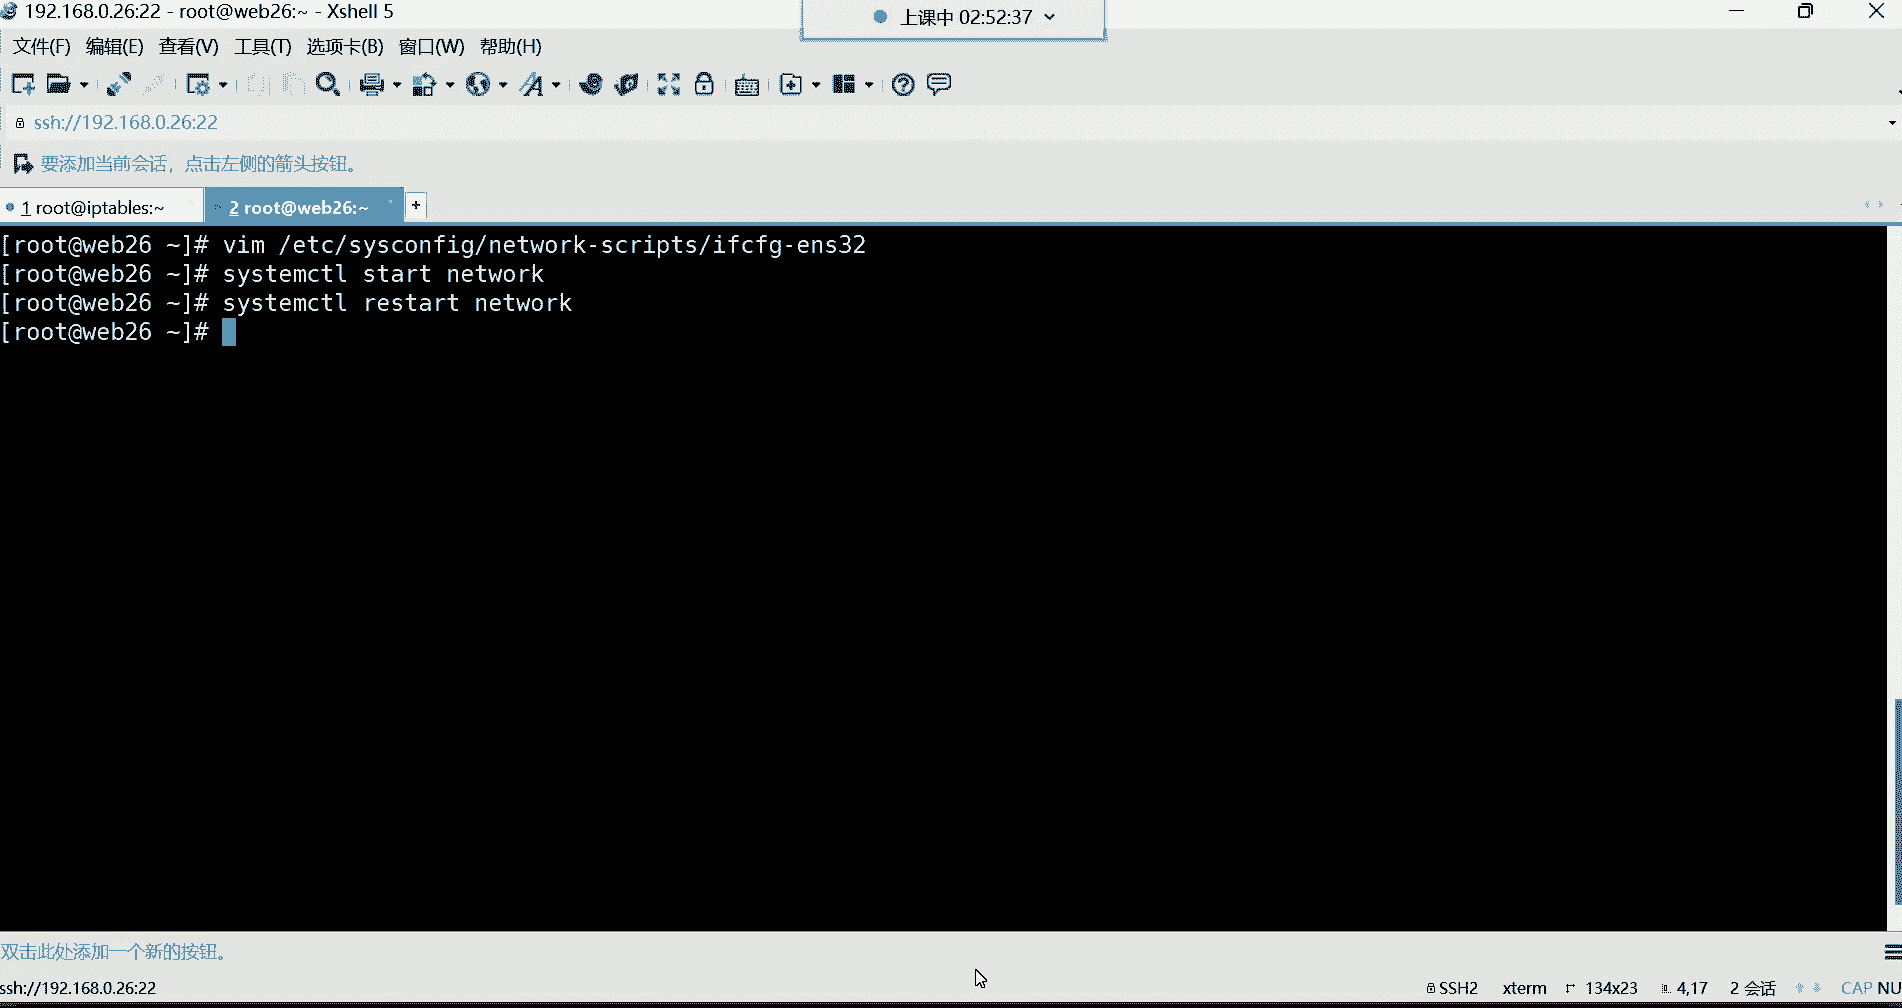 192.168.0.26:22 - root@web26:~ - Xshell 5
上课中 02:52:37
文件(F) 编辑(E) 查看(V) 工具(T) 选项卡(B) 窗口(W) 帮助(H)
ssh://192.168.0.26:22
要添加当前会话，点击左侧的箭头按钮。
1 root@iptables:~ 2 root@web26:~ +
[root@web26 ~]# vim /etc/sysconfig/network-scripts/ifcfg-ens32
[root@web26 ~]# systemctl start network
[root@web26 ~]# systemctl restart network
[root@web26 ~]#
双击此处添加一个新的按钮。
ssh://192.168.0.26:22 SSH2 xterm 134x23 4,17 2 会话 CAP NU